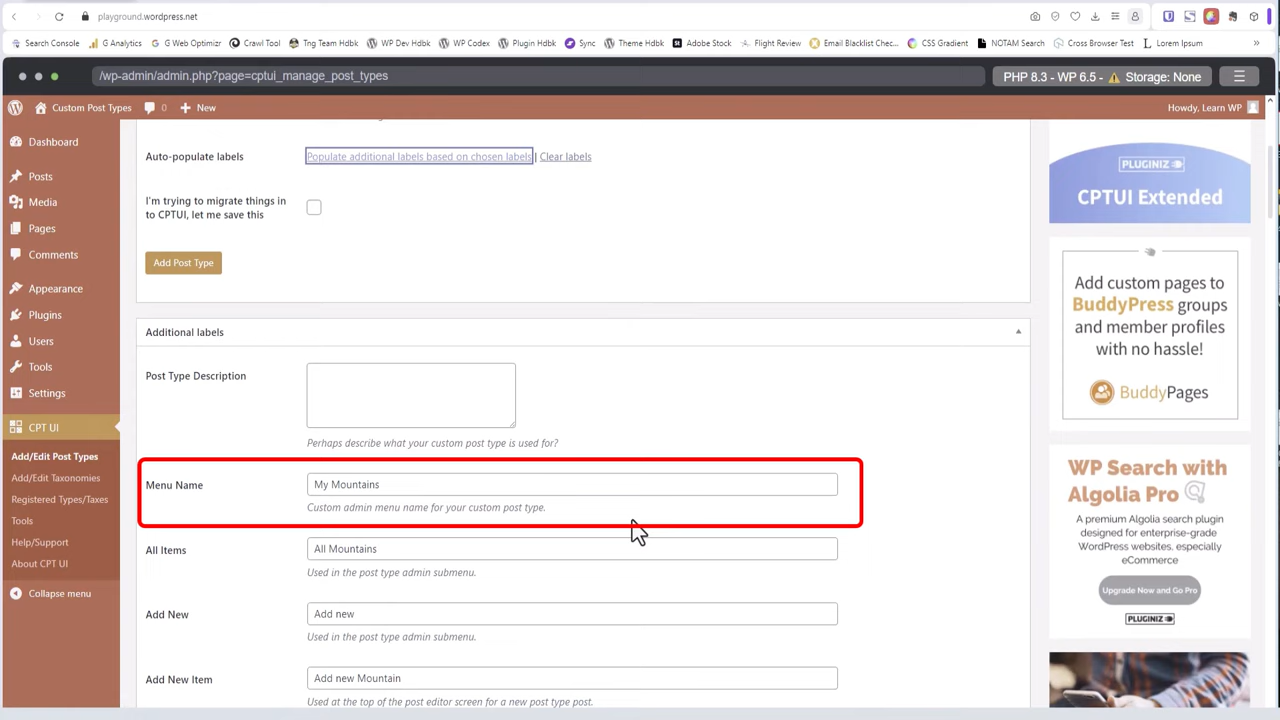 playground.wordpress.net
Search Console
G Analytics
G Web Optimizr
Crawl Tool
Tng Team Hdbk
WP Dev Hdbk
WP Codex
Plugin Hdbk
Sync
Theme Hdbk
Adobe Stock
Flight Review
Email Blacklist Chec...
CSS Gradient
NOTAM Search
Cross Browser Test
Lorem Ipsum
/wp-admin/admin.php?page=cptui_manage_post_types
PHP 8.3 - WP 6.5 - Storage: None
Custom Post Types
0
New
Howdy, Learn WP
Dashboard
Posts
Media
Pages
Comments
Appearance
Plugins
Users
Tools
Settings
CPT UI
Add/Edit Post Types
Add/Edit Taxonomies
Registered Types/Taxes
Tools
Help/Support
About CPT UI
Collapse menu
Auto-populate labels
Populate additional labels based on chosen labels | Clear labels
I'm trying to migrate things in
to CPTUI, let me save this
Add Post Type
Additional labels
Post Type Description
Perhaps describe what your custom post type is used for?
Menu Name
My Mountains
Custom admin menu name for your custom post type.
All Items
All Mountains
Used in the post type admin submenu.
Add New
Add new
Used in the post type admin submenu.
Add New Item
Add new Mountain
Used at the top of the post editor screen for a new post type post.
PLUGINIZ
CPTUI Extended
Add custom pages to
BuddyPress groups
and member profiles
with no hassle!
BuddyPages
WP Search with
Algolia Pro
A premium Algolia search plugin
designed for enterprise-grade
WordPress websites, especially
eCommerce
Upgrade Now and Go Pro
PLUGINIZ